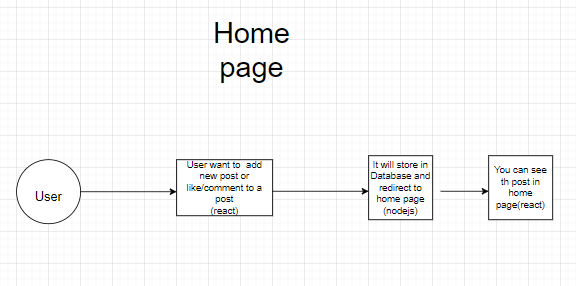 Home
page
User
User want to add
new post or
like/comment to a
post
(react)
It will store in
Database and
redirect to
home page
(nodejs)
You can see
th post in
home
page(react)